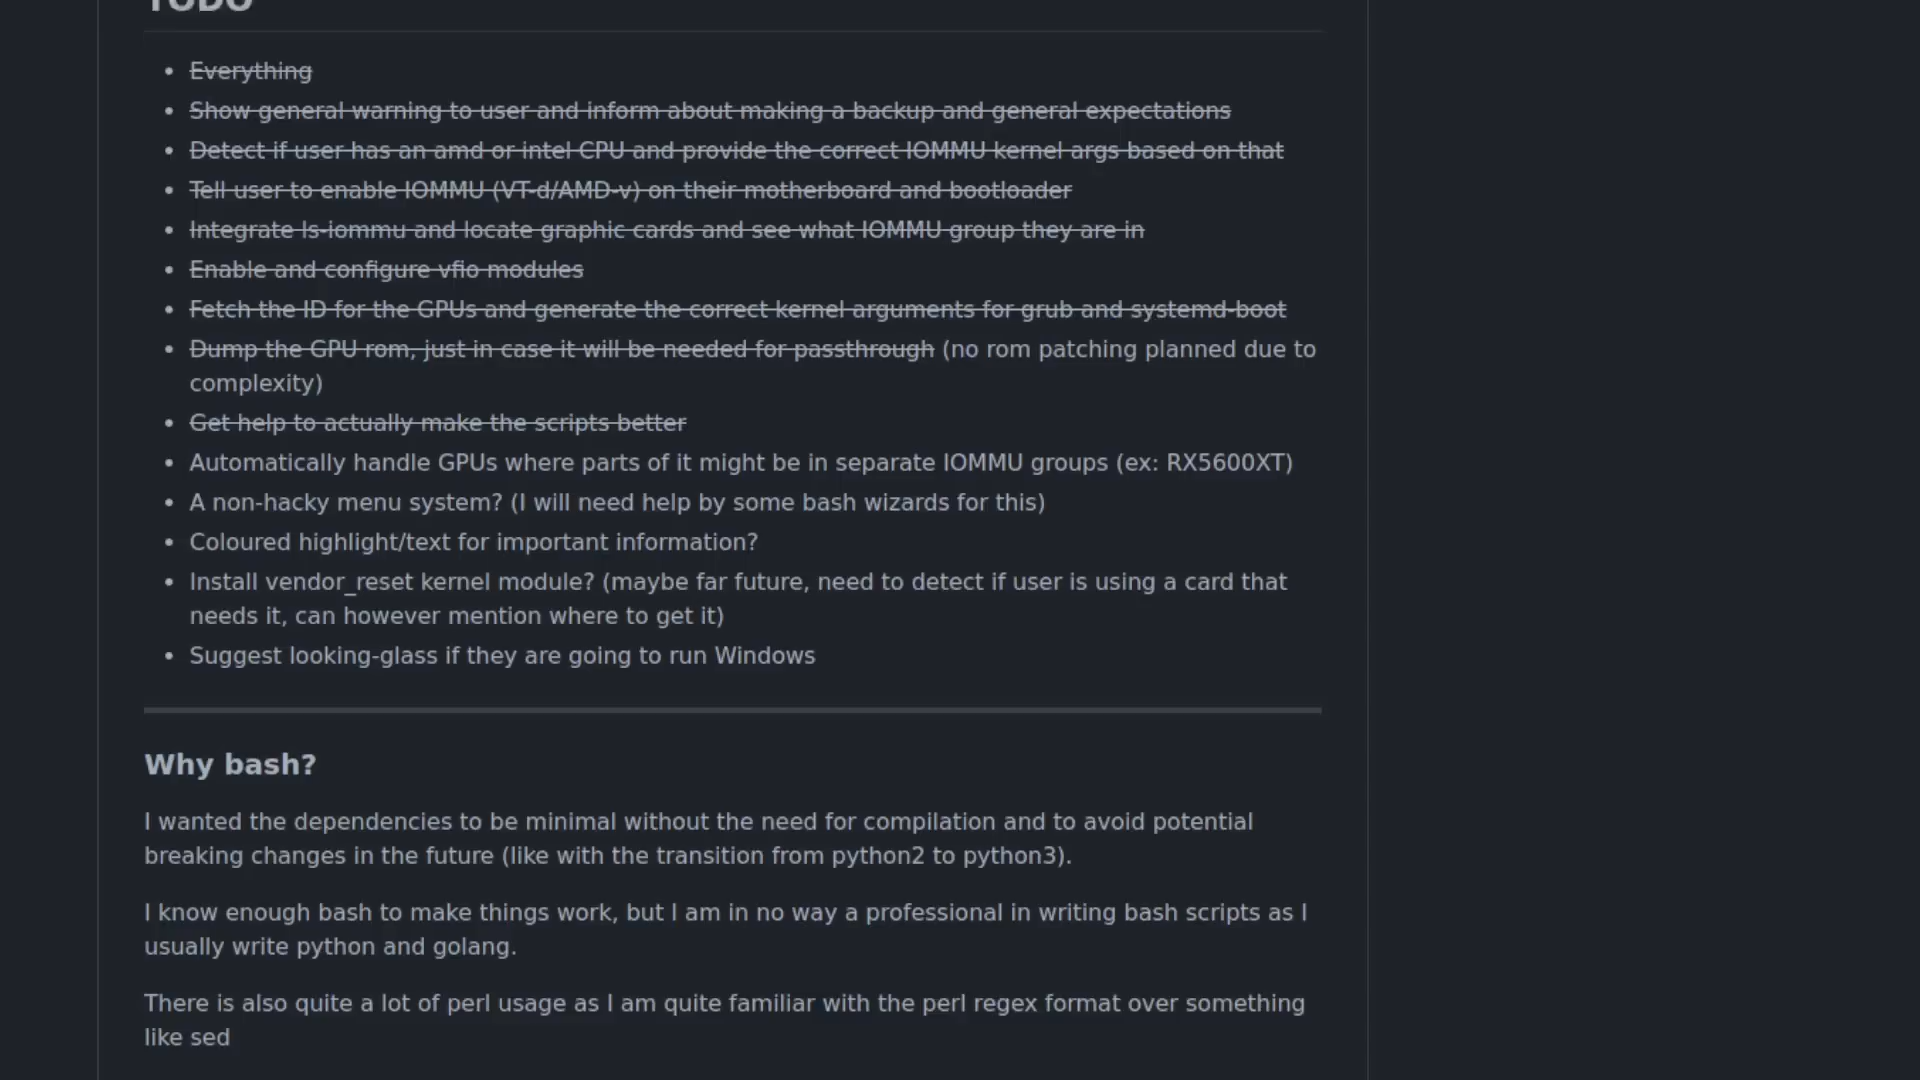 TODO
• Everything
• Show general warning to user and inform about making a backup and general expectations
• Detect if user has an amd or intel CPU and provide the correct IOMMU kernel args based on that
• Tell user to enable IOMMU (VT-d/AMD-v) on their motherboard and bootloader
• Integrate ls-iommu and locate graphic cards and see what IOMMU group they are in
• Enable and configure vfio modules
• Fetch the ID for the GPUs and generate the correct kernel arguments for grub and systemd-boot
• Dump the GPU rom, just in case it will be needed for passthrough (no rom patching planned due to
complexity)
• Get help to actually make the scripts better
• Automatically handle GPUs where parts of it might be in separate IOMMU groups (ex: RX5600XT)
• A non-hacky menu system? (I will need help by some bash wizards for this)
• Coloured highlight/text for important information?
• Install vendor_reset kernel module? (maybe far future, need to detect if user is using a card that
needs it, can however mention where to get it)
• Suggest looking-glass if they are going to run Windows
Why bash?
I wanted the dependencies to be minimal without the need for compilation and to avoid potential
breaking changes in the future (like with the transition from python2 to python3).
I know enough bash to make things work, but I am in no way a professional in writing bash scripts as I
usually write python and golang.
There is also quite a lot of perl usage as I am quite familiar with the perl regex format over something
like sed